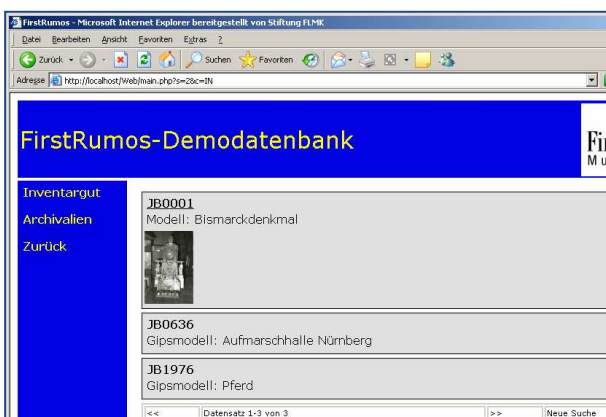 FirstRumos - Microsoft Internet Explorer bereitgestellt von Stiftung FLMK
Datei Bearbeiten Ansicht Favoriten Extras ?
Zurück Suchen Favoriten
Adresse http://localhost/Web/main.php?s=2&c=IN
FirstRumos-Demodatenbank
Inventargut
Archivalien
Zurück
JB0001
Modell: Bismarckdenkmal
JB0636
Gipsmodell: Aufmarschhalle Nürnberg
JB1976
Gipsmodell: Pferd
<< Datensatz 1-3 von 3 >> Neue Suche